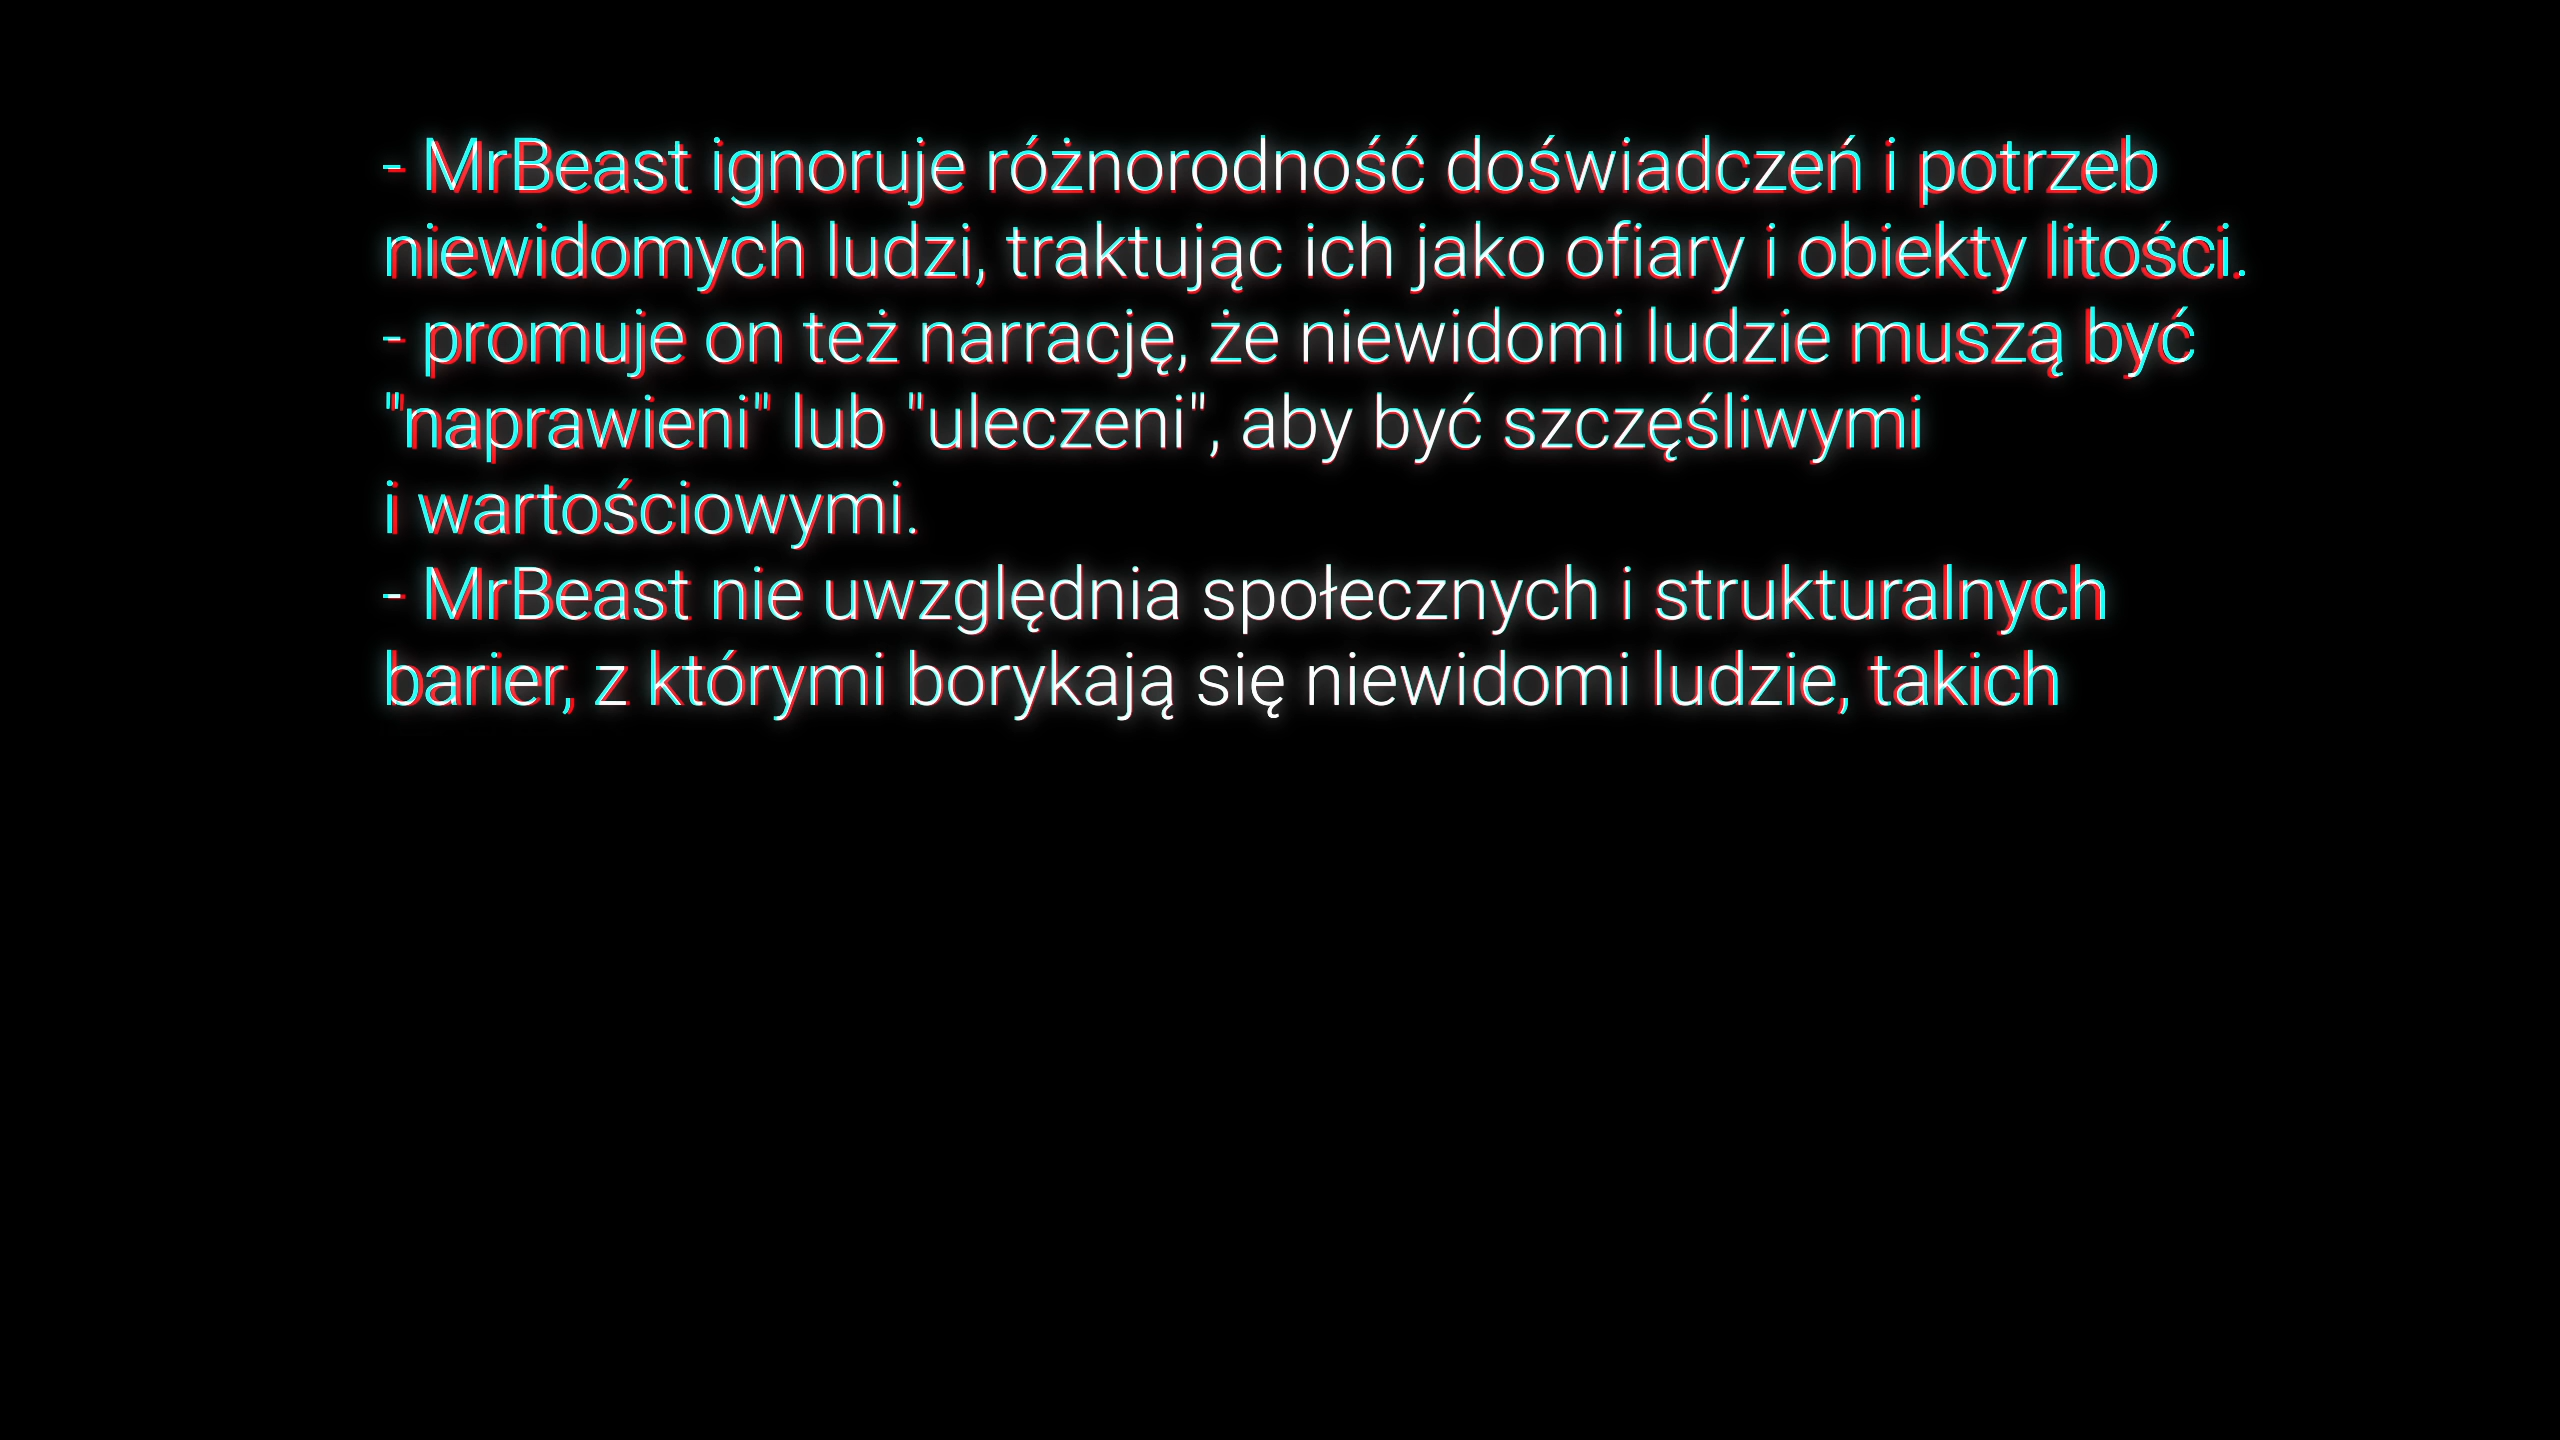 - MrBeast ignoruje różnorodność doświadczeń i potrzeb
niewidomych ludzi, traktując ich jako ofiary i obiekty litości.
- promuje on też narrację, że niewidomi ludzie muszą być
"naprawieni" lub "uleczeni", aby być szczęśliwymi
i wartościowymi.
- MrBeast nie uwzględnia społecznych i strukturalnych
barier, z którymi borykają się niewidomi ludzie, takich